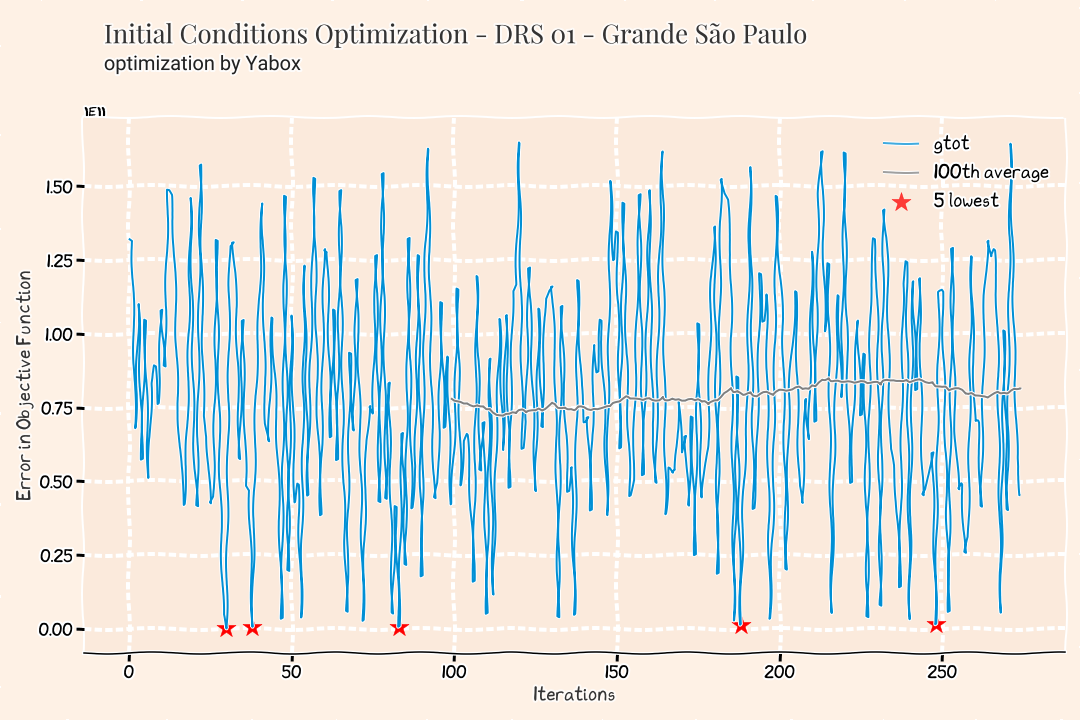 Initial Conditions Optimization - DRS 01 - Grande São Paulo
optimization by Yabox
1E11
gtot
100th average
5 lowest
1.50
1.25
1.00
0.75
0.50
0.25
0.00
Error in Objective Function
0 50 100 150 200 250
Iterations